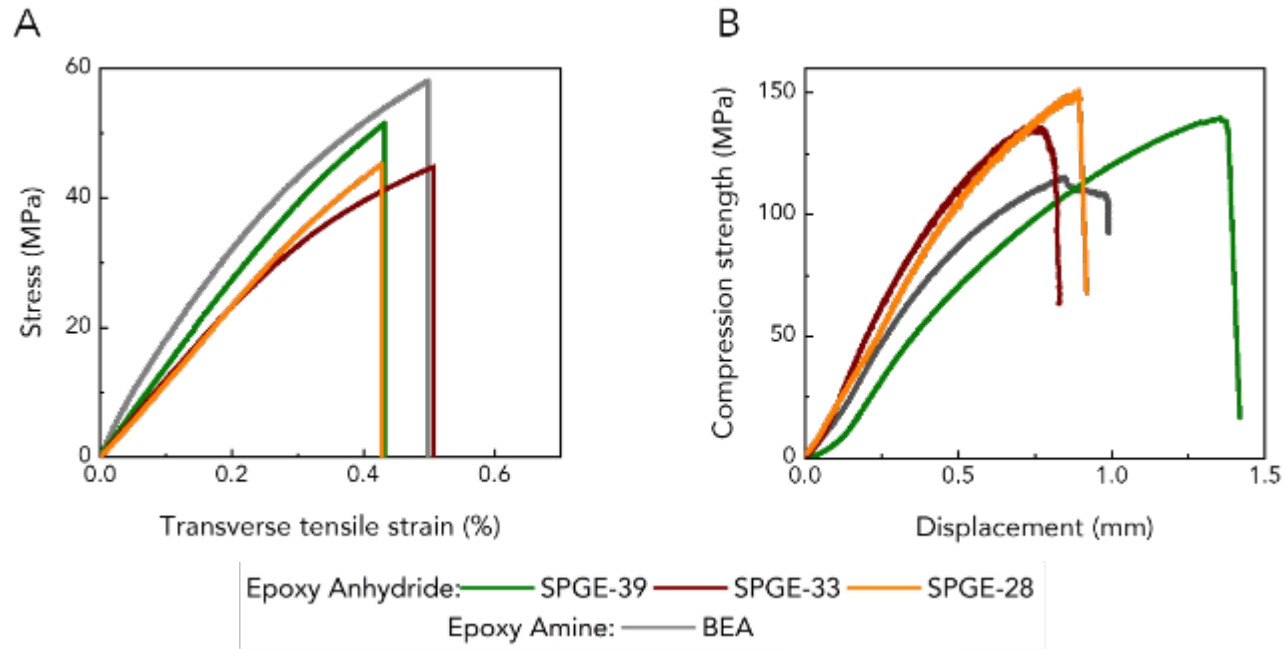 A
B
60
40
20
0
0.0
0.2
0.4
0.6
Stress (MPa)
Transverse tensile strain (%)
150
100
50
0
0.0
0.5
1.0
1.5
Compression strength (MPa)
Displacement (mm)
Epoxy Anhydride: SPGE-39 SPGE-33 SPGE-28
Epoxy Amine: BEA